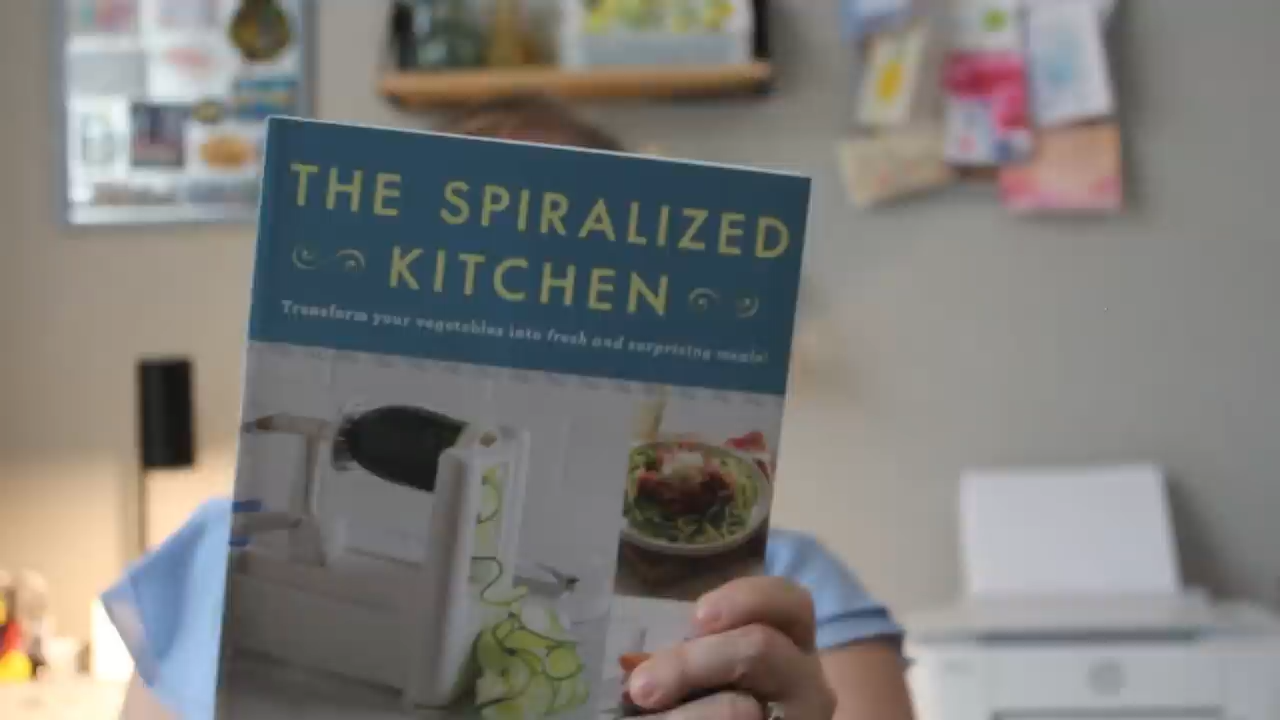 THE SPIRALIZED
KITCHEN
Transform your vegetables into fresh and surprising meals!